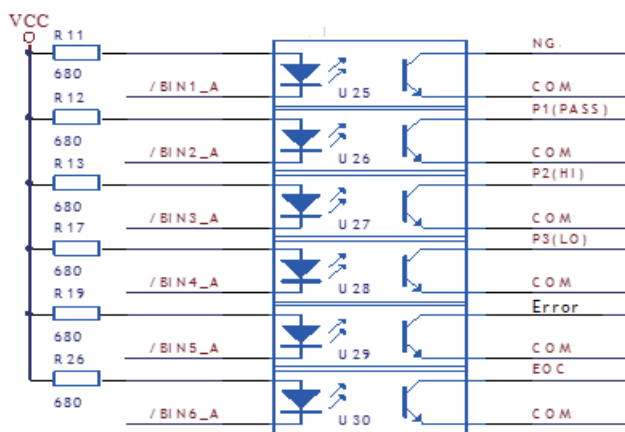 VCC
R11
NG.
680
/BIN1_A
U25
COM
R12
P1(PASS)
680
/BIN2_A
U26
COM
R13
P2(HI)
680
/BIN3_A
U27
COM
R17
P3(LO)
680
/BIN4_A
U28
COM
R19
Error
680
/BIN5_A
U29
COM
R26
EOC
680
/BIN6_A
U30
COM